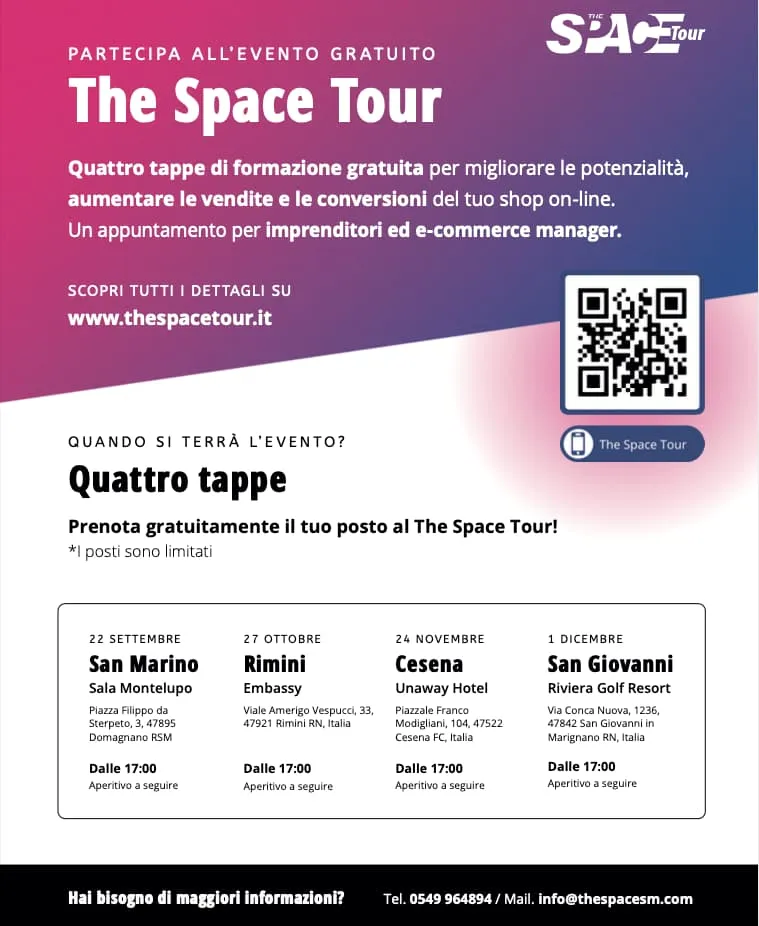 THE SPACE Tour
PARTECIPA ALL'EVENTO GRATUITO
The Space Tour
Quattro tappe di formazione gratuita per migliorare le potenzialità,
aumentare le vendite e le conversioni del tuo shop on-line.
Un appuntamento per imprenditori ed e-commerce manager.
SCOPRI TUTTI I DETTAGLI SU
www.thespacetour.it
The Space Tour
QUANDO SI TERRÀ L'EVENTO?
Quattro tappe
Prenota gratuitamente il tuo posto al The Space Tour!
*I posti sono limitati
22 SETTEMBRE
San Marino
Sala Montelupo
Piazza Filippo da
Sterpeto, 3, 47895
Domagnano RSM
Dalle 17:00
Aperitivo a seguire
27 OTTOBRE
Rimini
Embassy
Viale Amerigo Vespucci, 33,
47921 Rimini RN, Italia
Dalle 17:00
Aperitivo a seguire
24 NOVEMBRE
Cesena
Unaway Hotel
Piazzale Franco
Modigliani, 104, 47522
Cesena FC, Italia
Dalle 17:00
Aperitivo a seguire
1 DICEMBRE
San Giovanni
Riviera Golf Resort
Via Conca Nuova, 1236,
47842 San Giovanni in
Marignano RN, Italia
Dalle 17:00
Aperitivo a seguire
Hai bisogno di maggiori informazioni? Tel. 0549 964894 / Mail. info@thespacesm.com